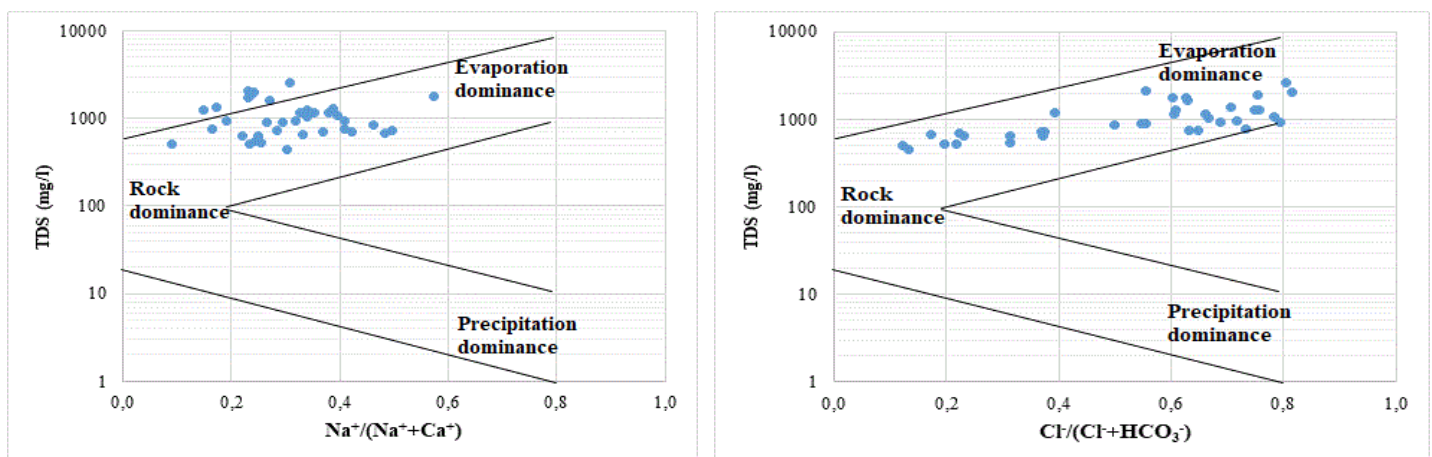 10000
1000
100
10
1
TDS (mg/l)
Evaporation
dominance
Rock
dominance
Precipitation
dominance
0,0 0,2 0,4 0,6 0,8 1,0
Na⁺/(Na⁺+Ca⁺)
10000
1000
100
10
1
TDS (mg/l)
Evaporation
dominance
Rock
dominance
Precipitation
dominance
0,0 0,2 0,4 0,6 0,8 1,0
Cl⁻/(Cl⁻+HCO₃⁻)